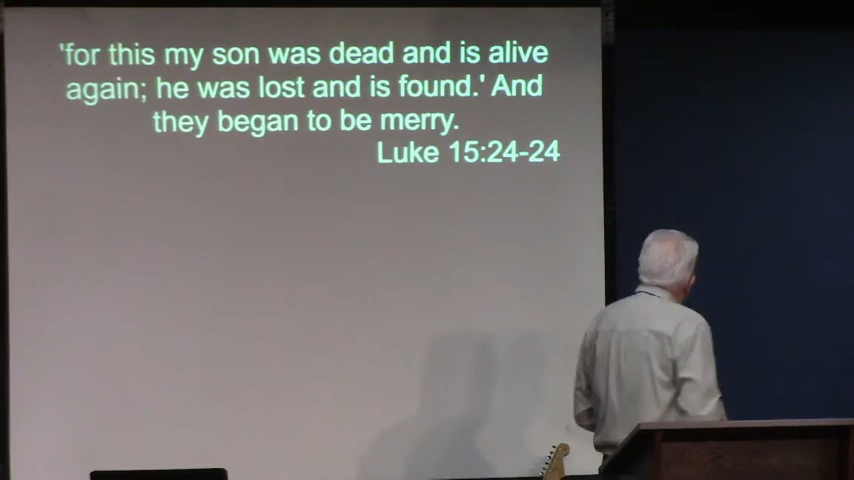 'for this my son was dead and is alive
again; he was lost and is found.' And
they began to be merry.
Luke 15:24-24